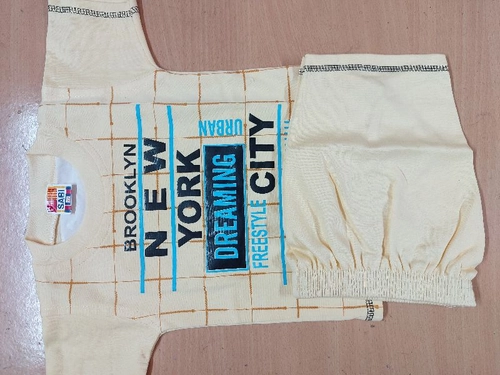 BROOKLYN
NEW
YORK
URBAN
DREAMING
FREESTYLE CITY
SABI